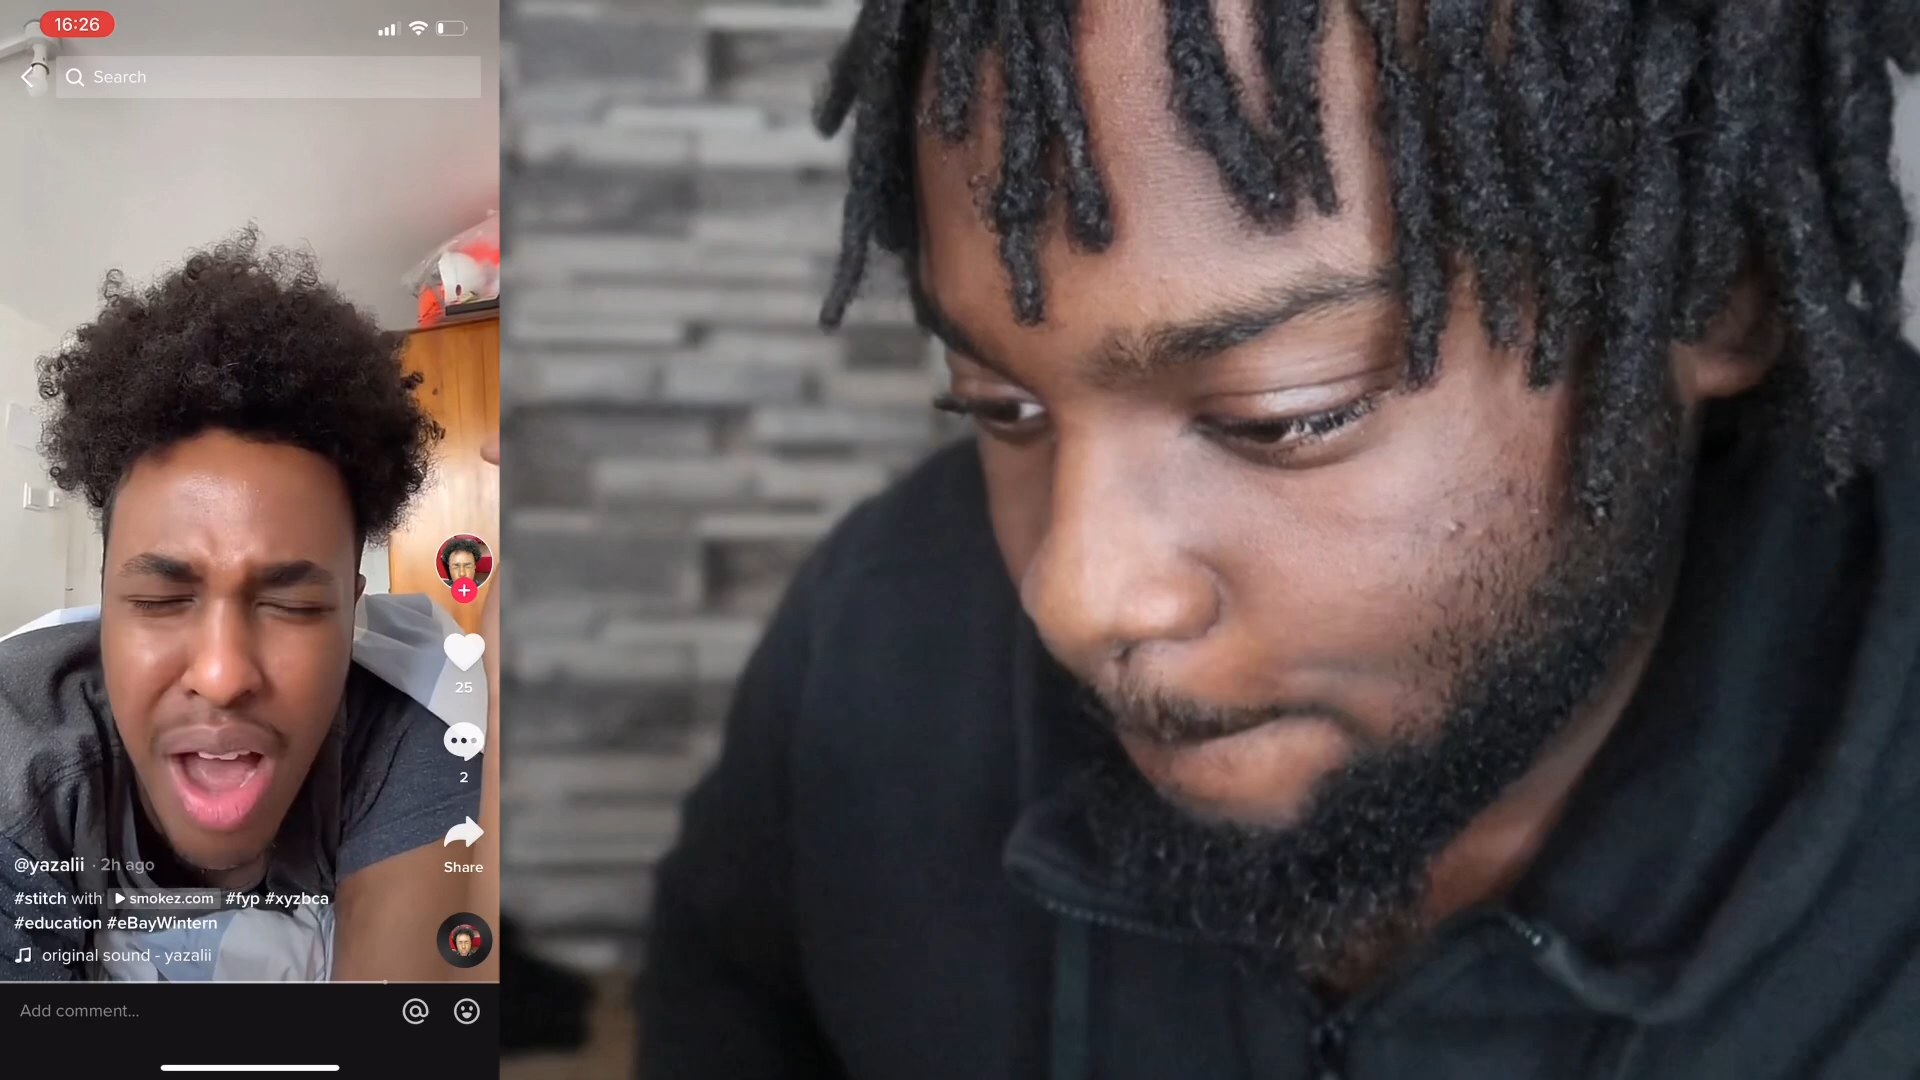 16:26
Search
25
2
Share
@yazalii · 2h ago
#stitch with ▶ smokez.com #fyp #xyzbca
#education #eBayWintern
original sound - yazalii
Add comment...